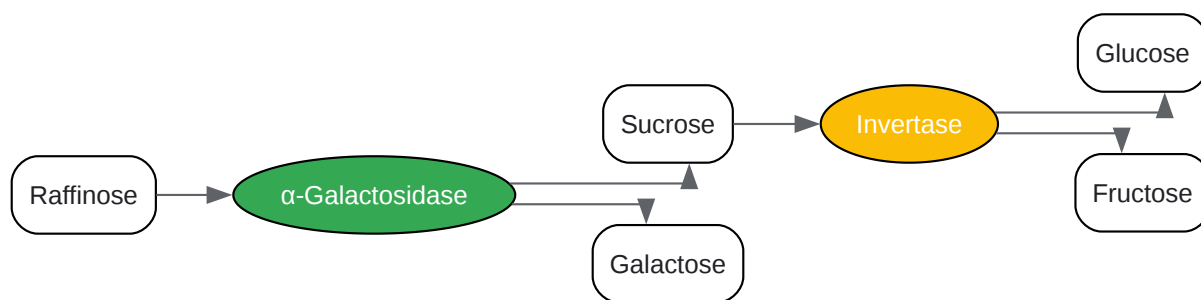 Raffinose
α-Galactosidase
Sucrose
Galactose
Invertase
Glucose
Fructose